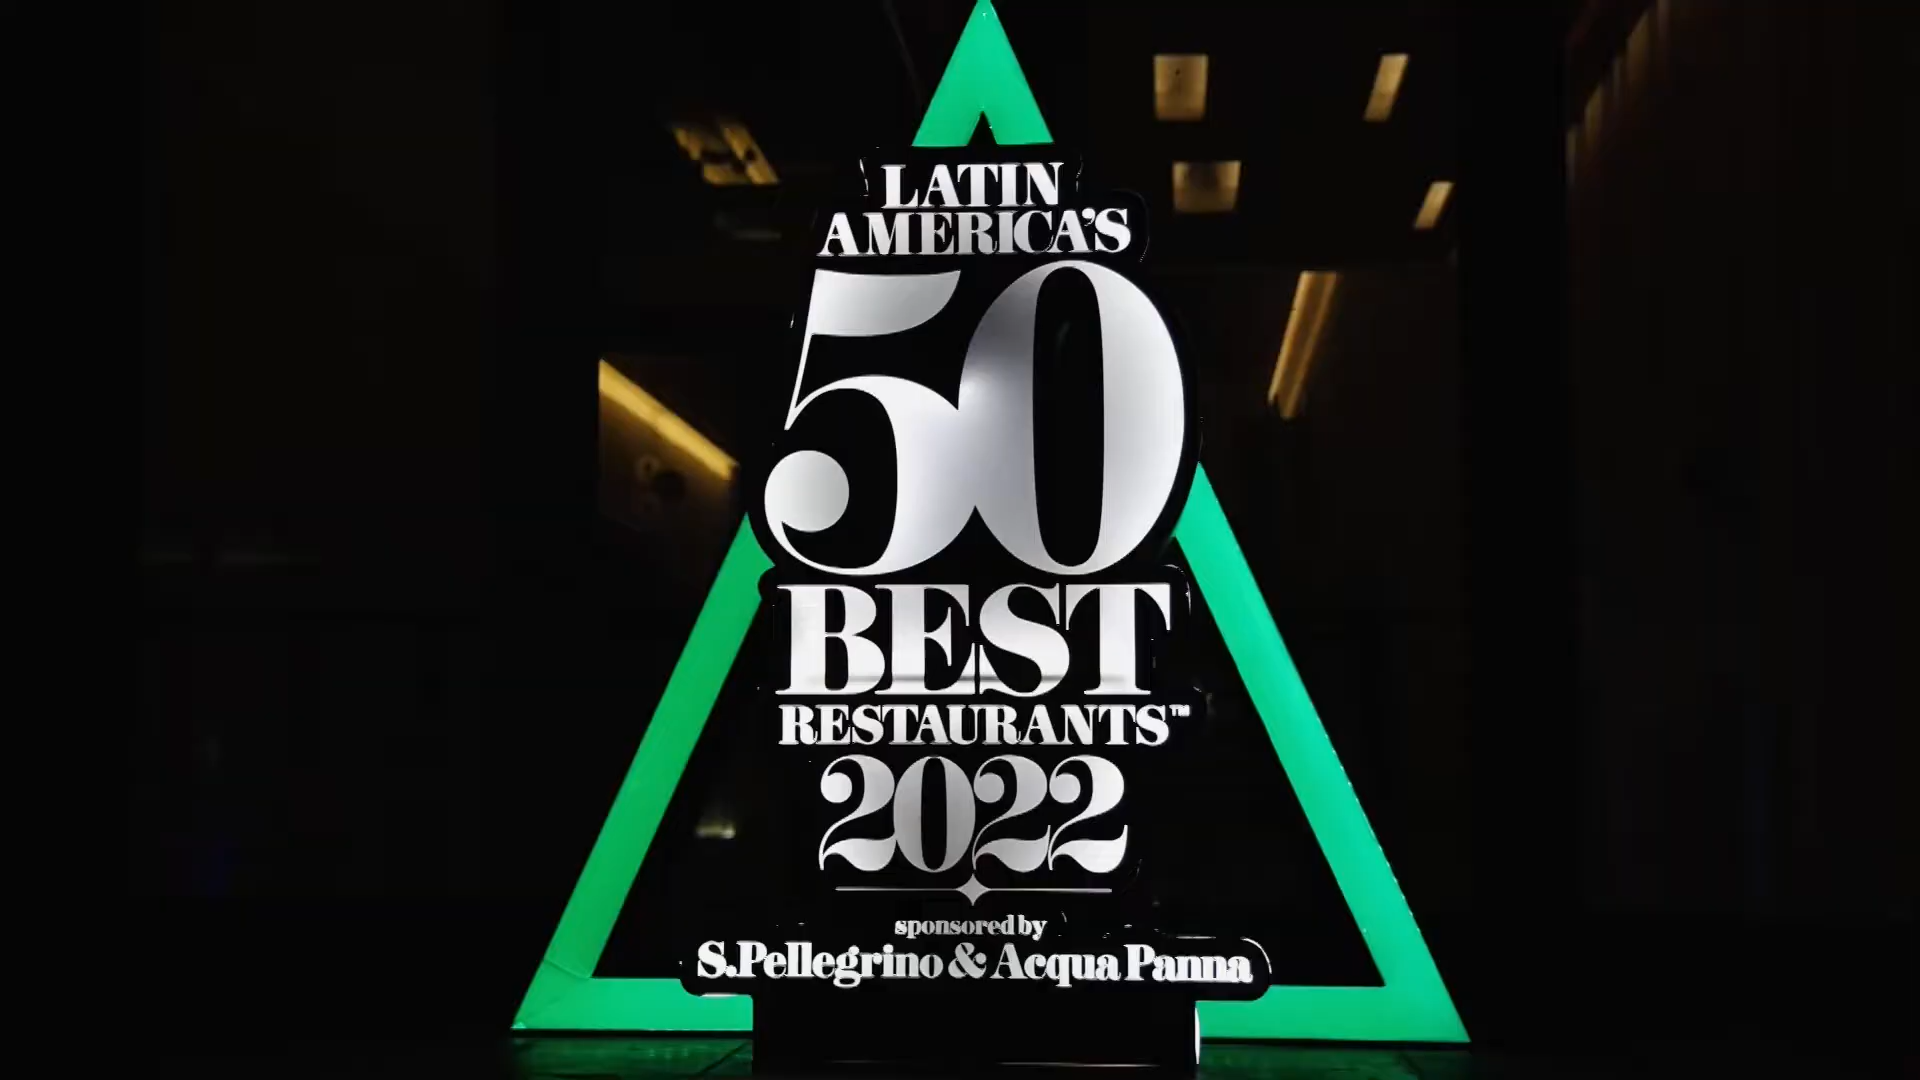 LATIN
AMERICA'S
50
BEST
RESTAURANTS™
2022
sponsored by
S.Pellegrino & Acqua Panna